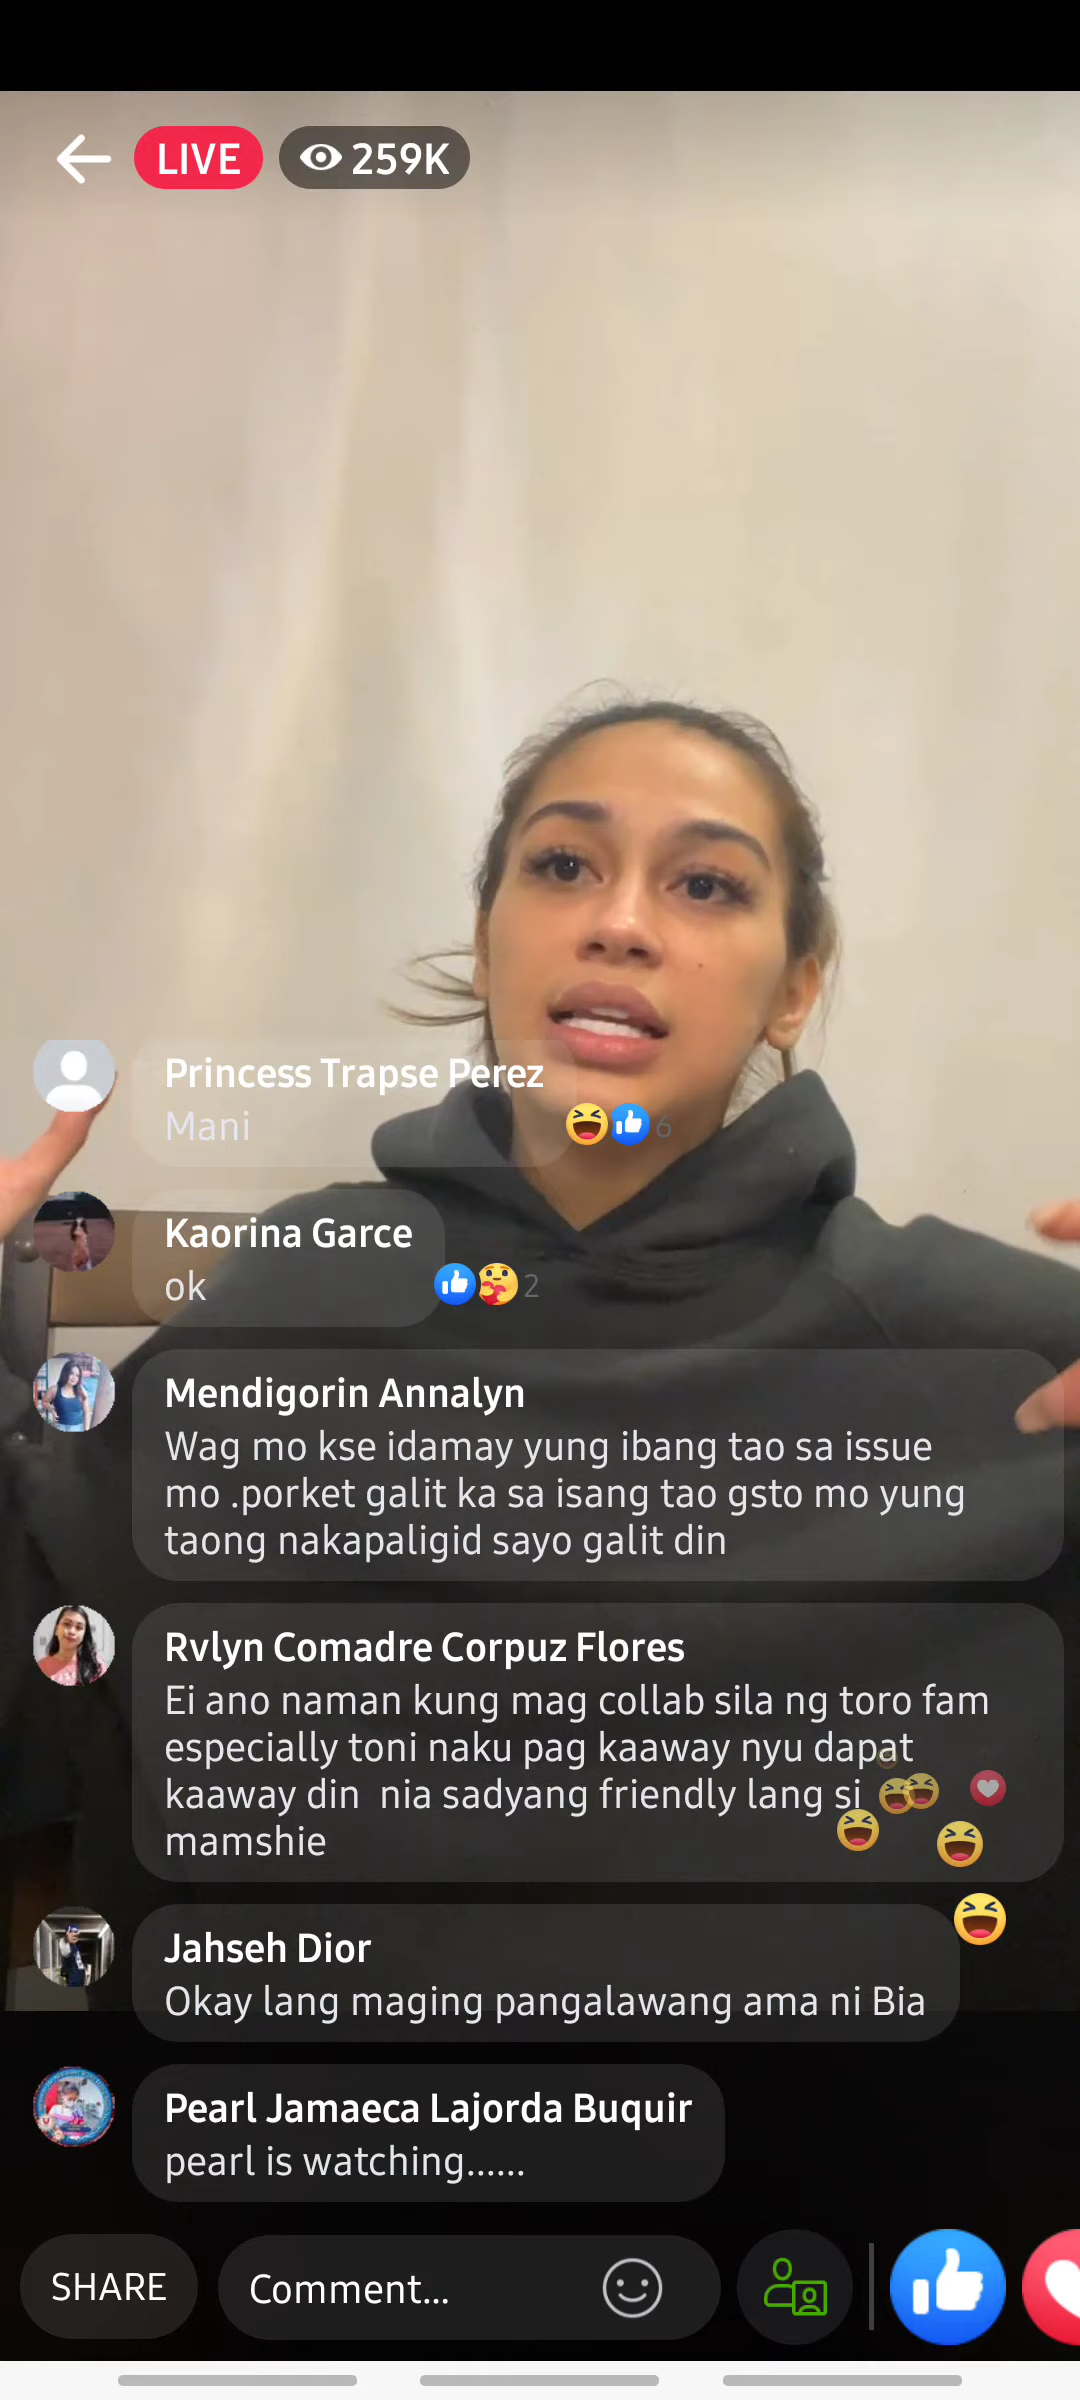 LIVE 259K
Princess Trapse Perez
Mani
6
Kaorina Garce
ok
2
Mendigorin Annalyn
Wag mo kse idamay yung ibang tao sa issue
mo .porket galit ka sa isang tao gsto mo yung
taong nakapaligid sayo galit din
Rvlyn Comadre Corpuz Flores
Ei ano naman kung mag collab sila ng toro fam
especially toni naku pag kaaway nyu dapat
kaaway din  nia sadyang friendly lang si
mamshie
Jahseh Dior
Okay lang maging pangalawang ama ni Bia
Pearl Jamaeca Lajorda Buquir
pearl is watching......
SHARE
Comment...